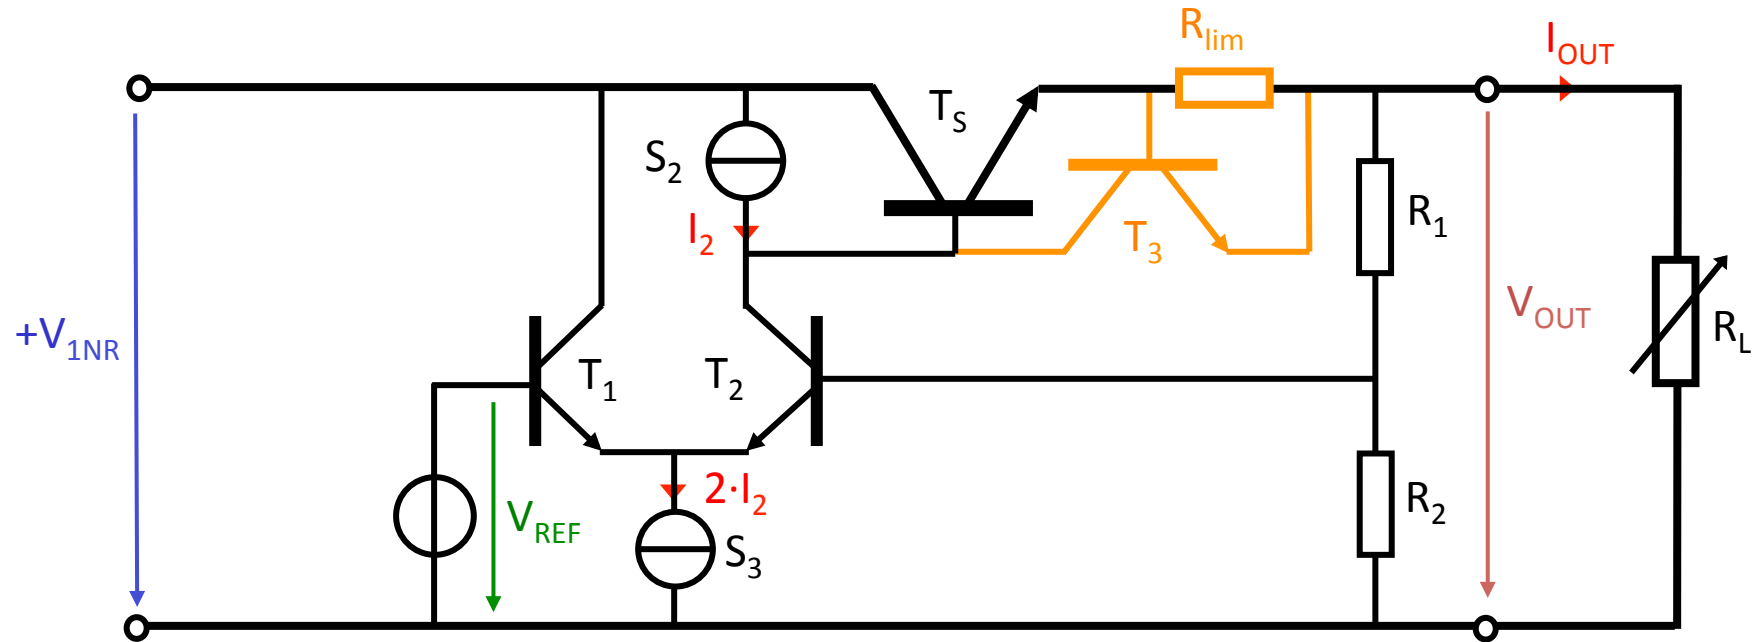 R_lim
I_OUT
T_S
S_2
I_2
T_3
R_1
+V_1NR
V_OUT
R_L
T_1
T_2
2·I_2
R_2
V_REF
S_3